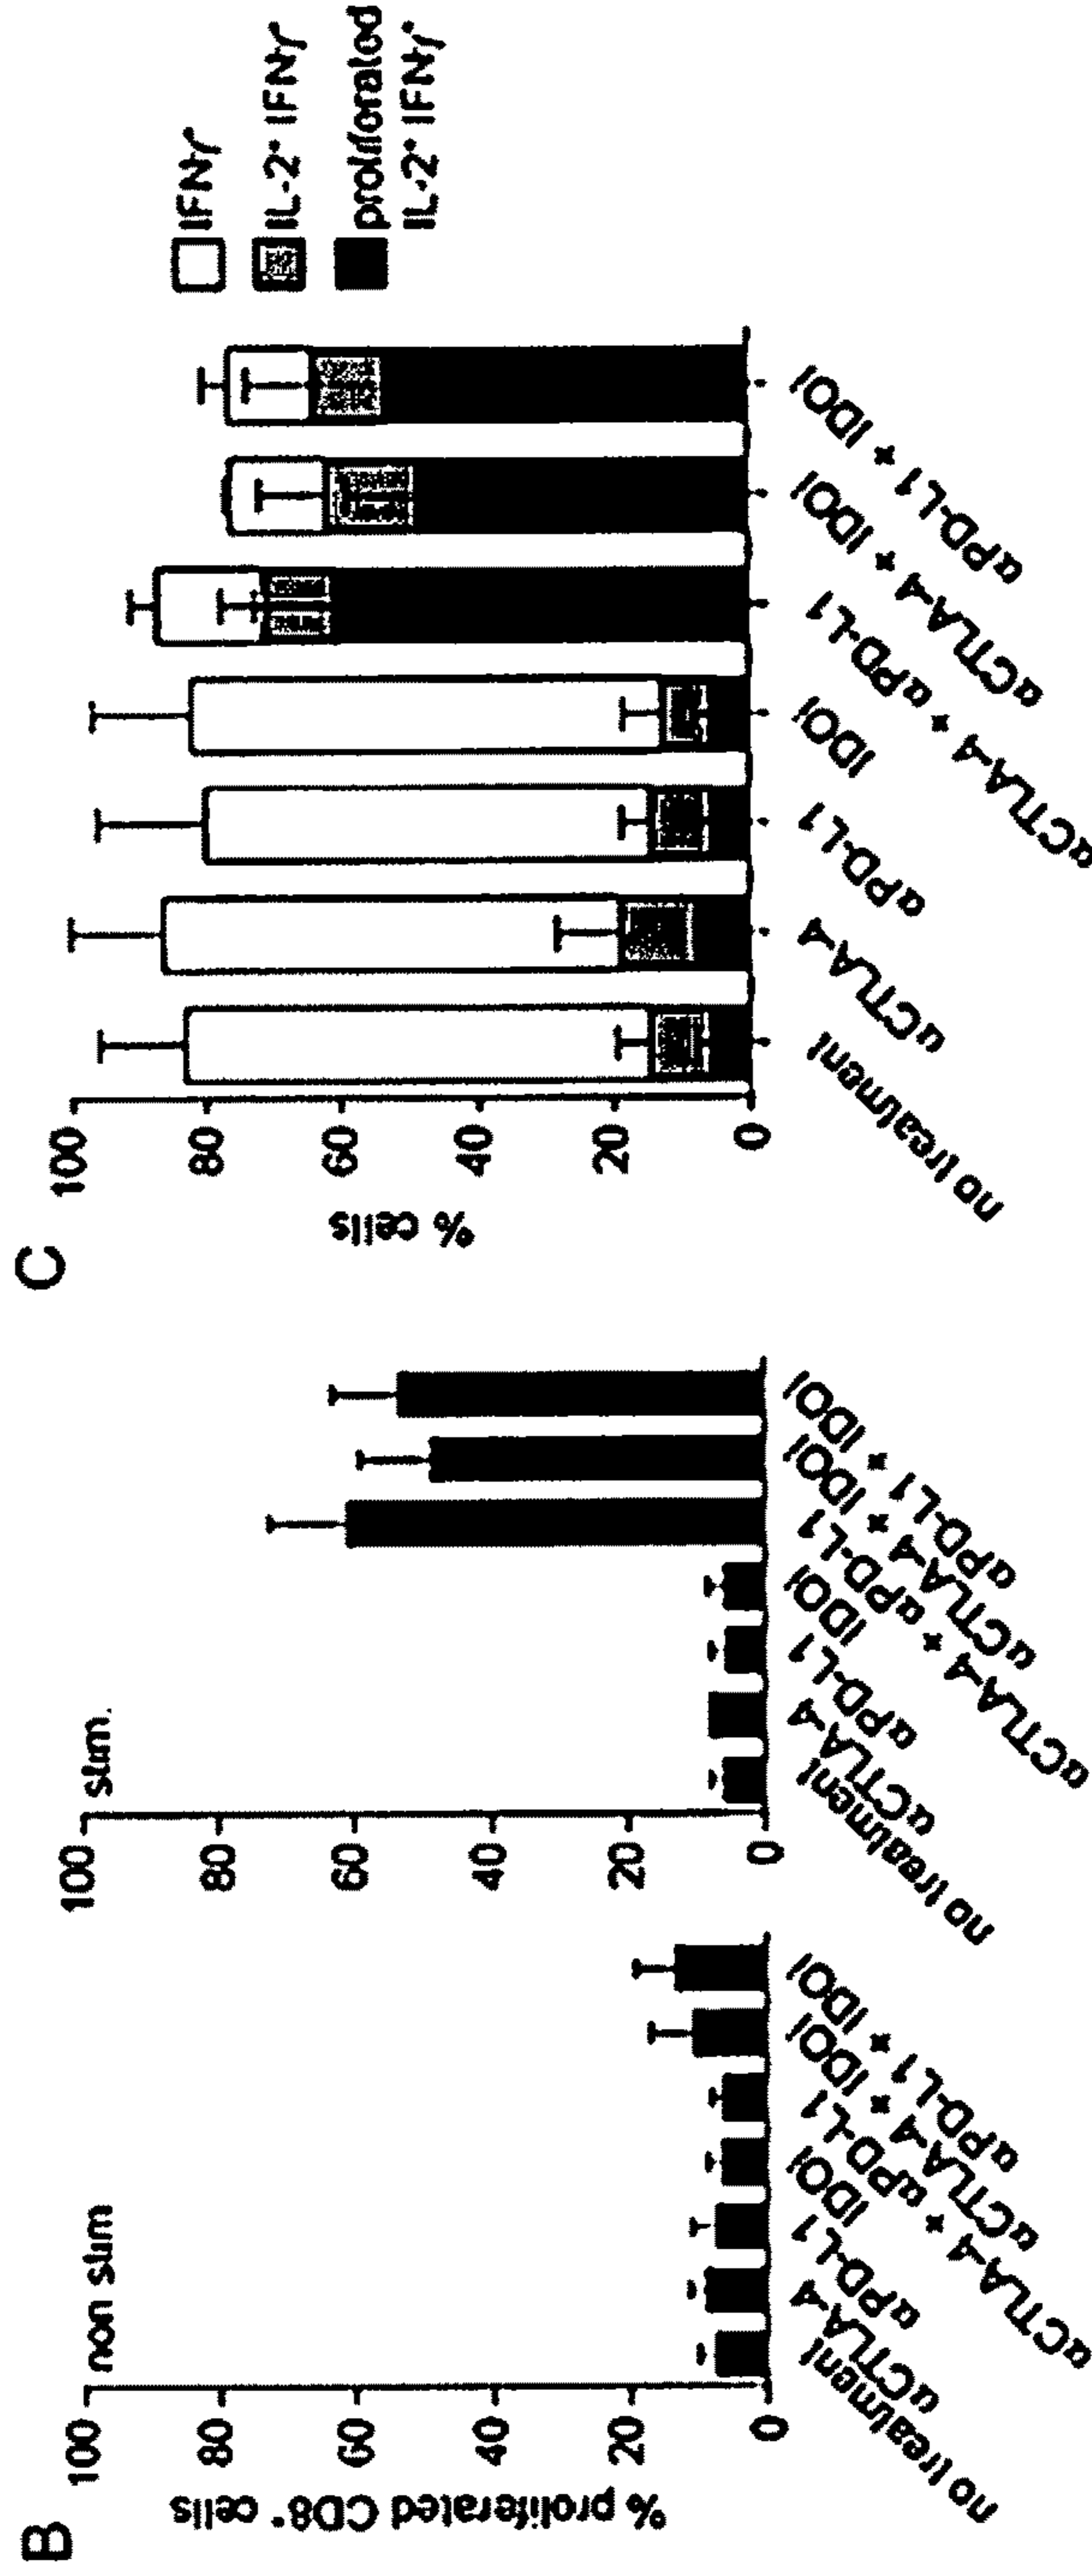 B
non stim
% proliferated CD8⁺ cells
100
80
60
40
20
0
no treatment
αCTLA-4
αPD-L1
IDOi
αCTLA-4 + αPD-L1
αCTLA-4 + IDOi
αPD-L1 + IDOi
stim.
100
80
60
40
20
0
no treatment
αCTLA-4
αPD-L1
IDOi
αCTLA-4 + αPD-L1
αCTLA-4 + IDOi
αPD-L1 + IDOi
C
% cells
100
80
60
40
20
0
no treatment
αCTLA-4
αPD-L1
IDOi
αCTLA-4 + αPD-L1
αCTLA-4 + IDOi
αPD-L1 + IDOi
IFNγ⁺
IL-2⁺ IFNγ⁺
proliferated
IL-2⁺ IFNγ⁺